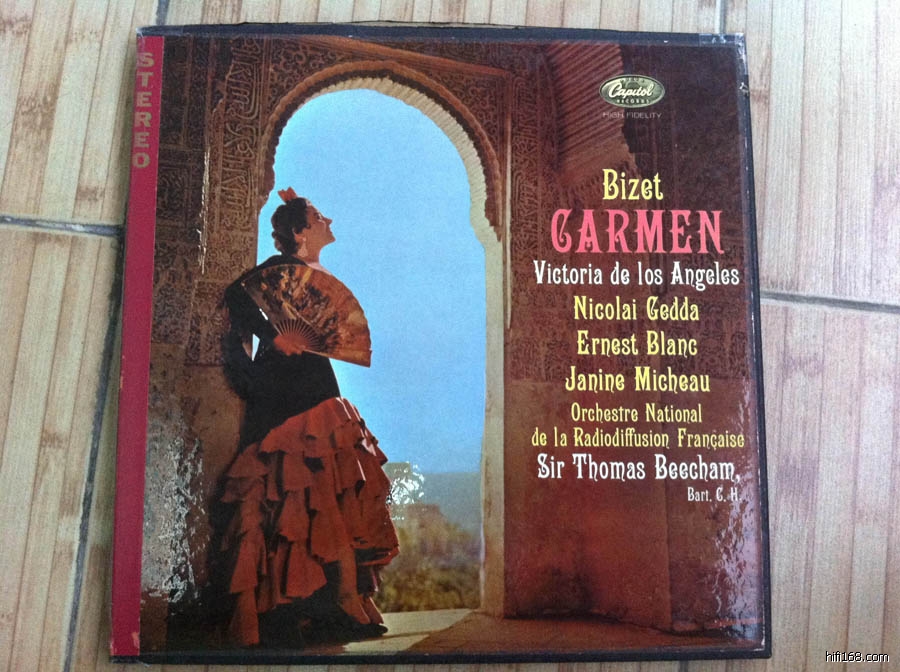 STEREO
Capitol
RECORDS
HIGH FIDELITY
Bizet
CARMEN
Victoria de los Angeles
Nicolai Gedda
Ernest Blanc
Janine Micheau
Orchestre National
de la Radiodiffusion Française
Sir Thomas Beecham,
Bart. C. H.
hifi168.com